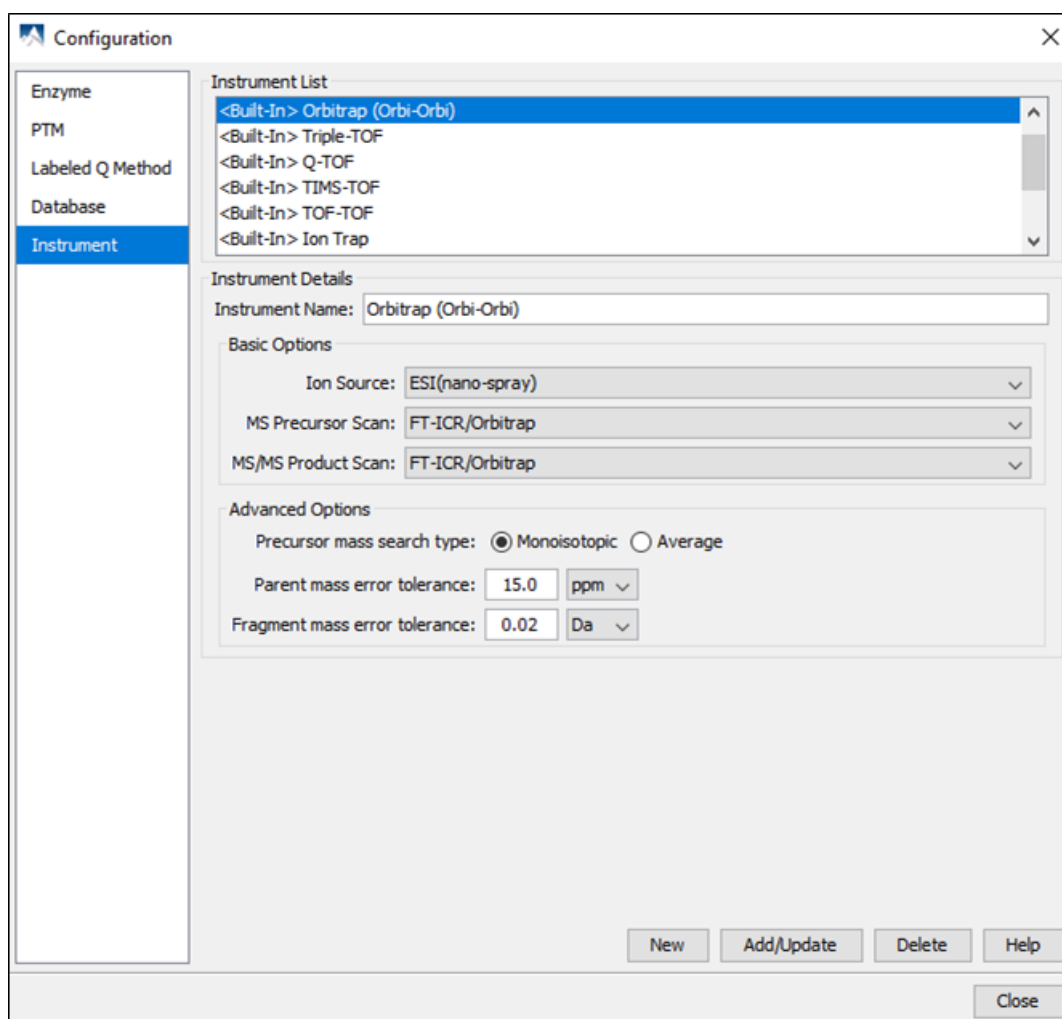 Configuration
Enzyme
PTM
Labeled Q Method
Database
Instrument
Instrument List
<Built-In> Orbitrap (Orbi-Orbi)
<Built-In> Triple-TOF
<Built-In> Q-TOF
<Built-In> TIMS-TOF
<Built-In> TOF-TOF
<Built-In> Ion Trap
Instrument Details
Instrument Name: Orbitrap (Orbi-Orbi)
Basic Options
Ion Source: ESI(nano-spray)
MS Precursor Scan: FT-ICR/Orbitrap
MS/MS Product Scan: FT-ICR/Orbitrap
Advanced Options
Precursor mass search type: Monoisotopic Average
Parent mass error tolerance: 15.0 ppm
Fragment mass error tolerance: 0.02 Da
New Add/Update Delete Help
Close